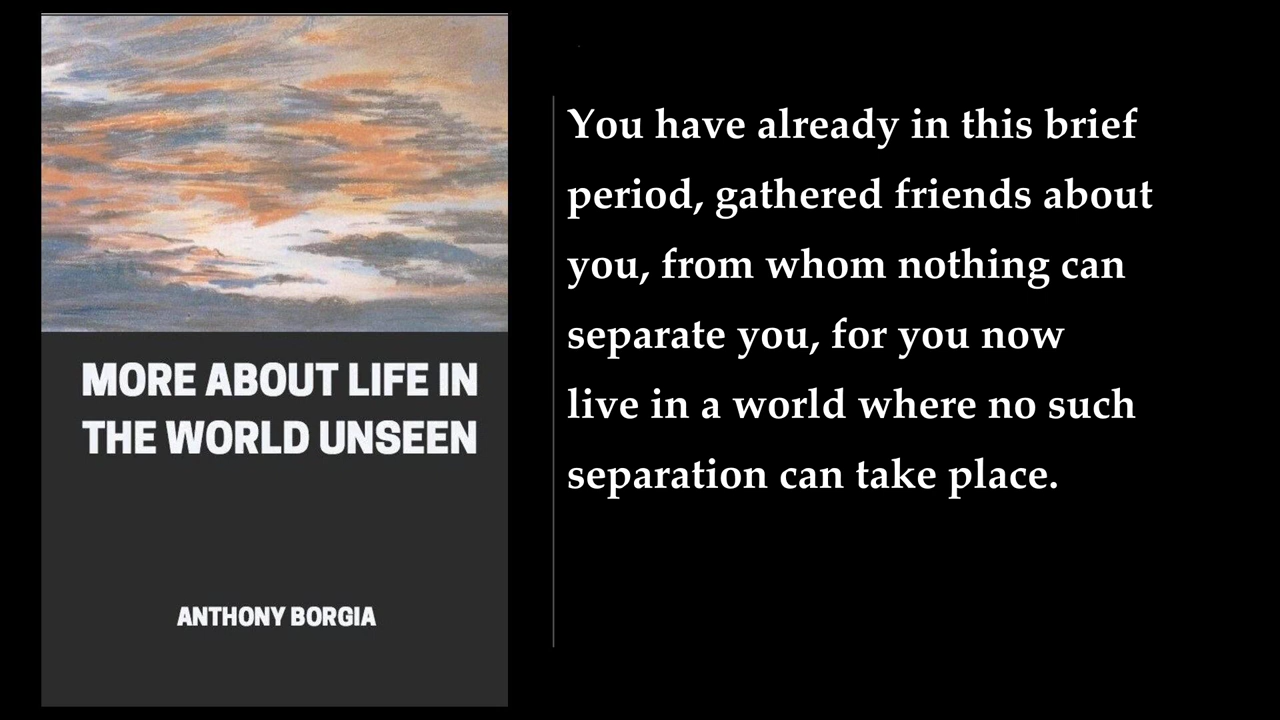 MORE ABOUT LIFE IN
THE WORLD UNSEEN
ANTHONY BORGIA
You have already in this brief
period, gathered friends about
you, from whom nothing can
separate you, for you now
live in a world where no such
separation can take place.